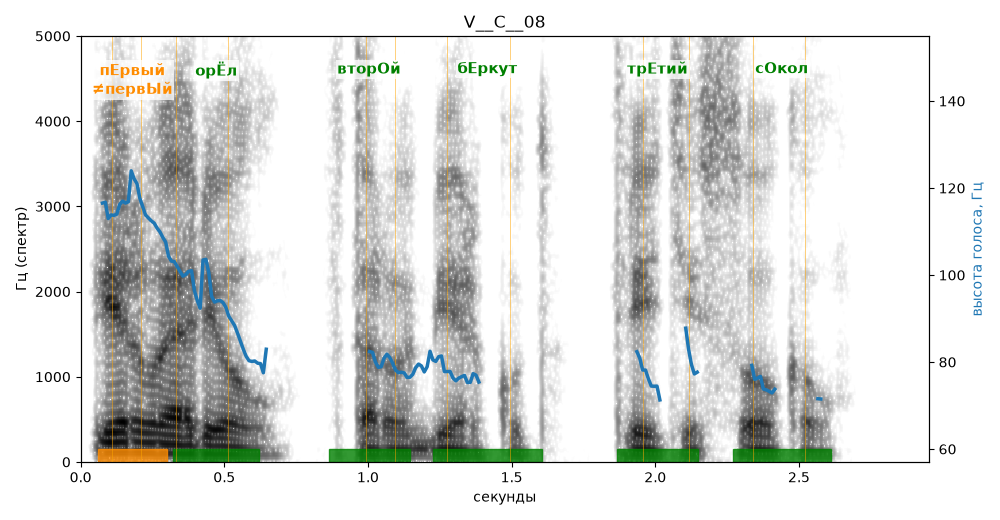 V__C__08
пЕрвый
≠первЫй
орЁл
вторОй
бЕркут
трЕтий
сОкол
5000
4000
3000
2000
1000
0
Гц (спектр)
140
120
100
80
60
высота голоса, Гц
0.0 0.5 1.0 1.5 2.0 2.5
секунды